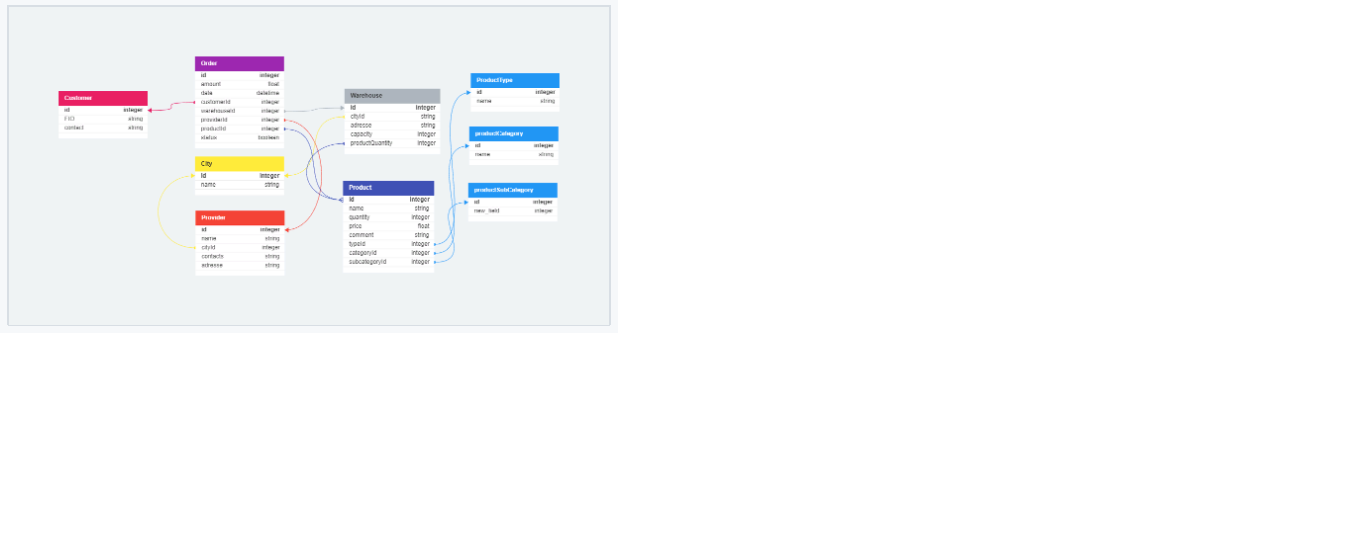 Customer
id integer
FIO string
contact string
Order
id integer
amount float
data datetime
customerId integer
warehouseId integer
providerId integer
productId integer
status boolean
City
id integer
name string
Provider
id integer
name string
cityId integer
contacts string
adresse string
Warehouse
id integer
cityId string
adresse string
capacity integer
productQuantity integer
Product
id integer
name string
quantity integer
price float
comment string
typeId integer
categoryId integer
subcategoryId integer
ProductType
id integer
name string
productCategory
id integer
name string
productSubCategory
id integer
new_field integer